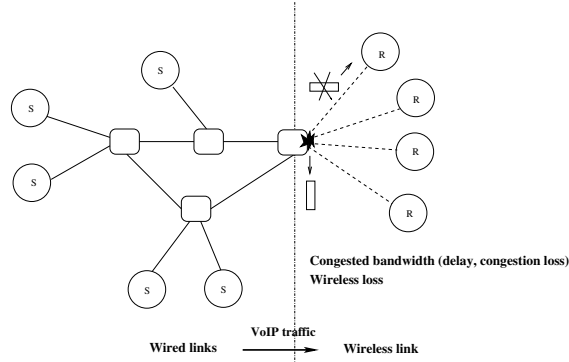 S
R
S
R
R
S
R
S
S
Congested bandwidth (delay, congestion loss)
Wireless loss
VoIP traffic
Wired links
Wireless link